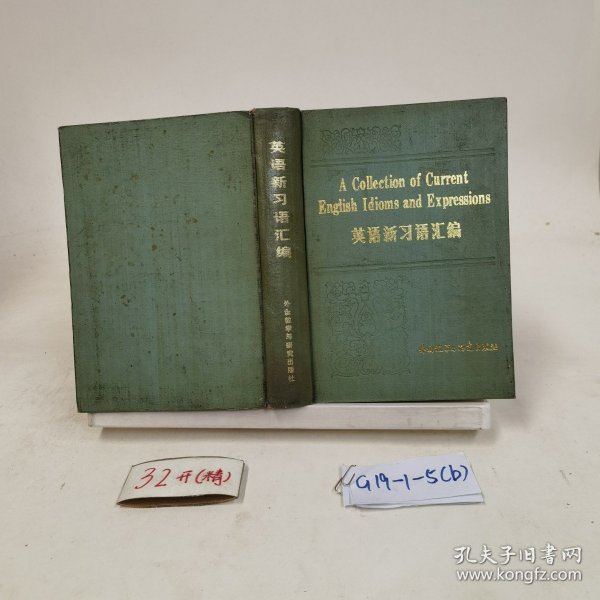 英语新习语汇编
外语教学与研究出版社
A Collection of Current
English Idioms and Expressions
英语新习语汇编
32开(精)
G19-1-5(b)
孔夫子旧书网
www.kongfz.com